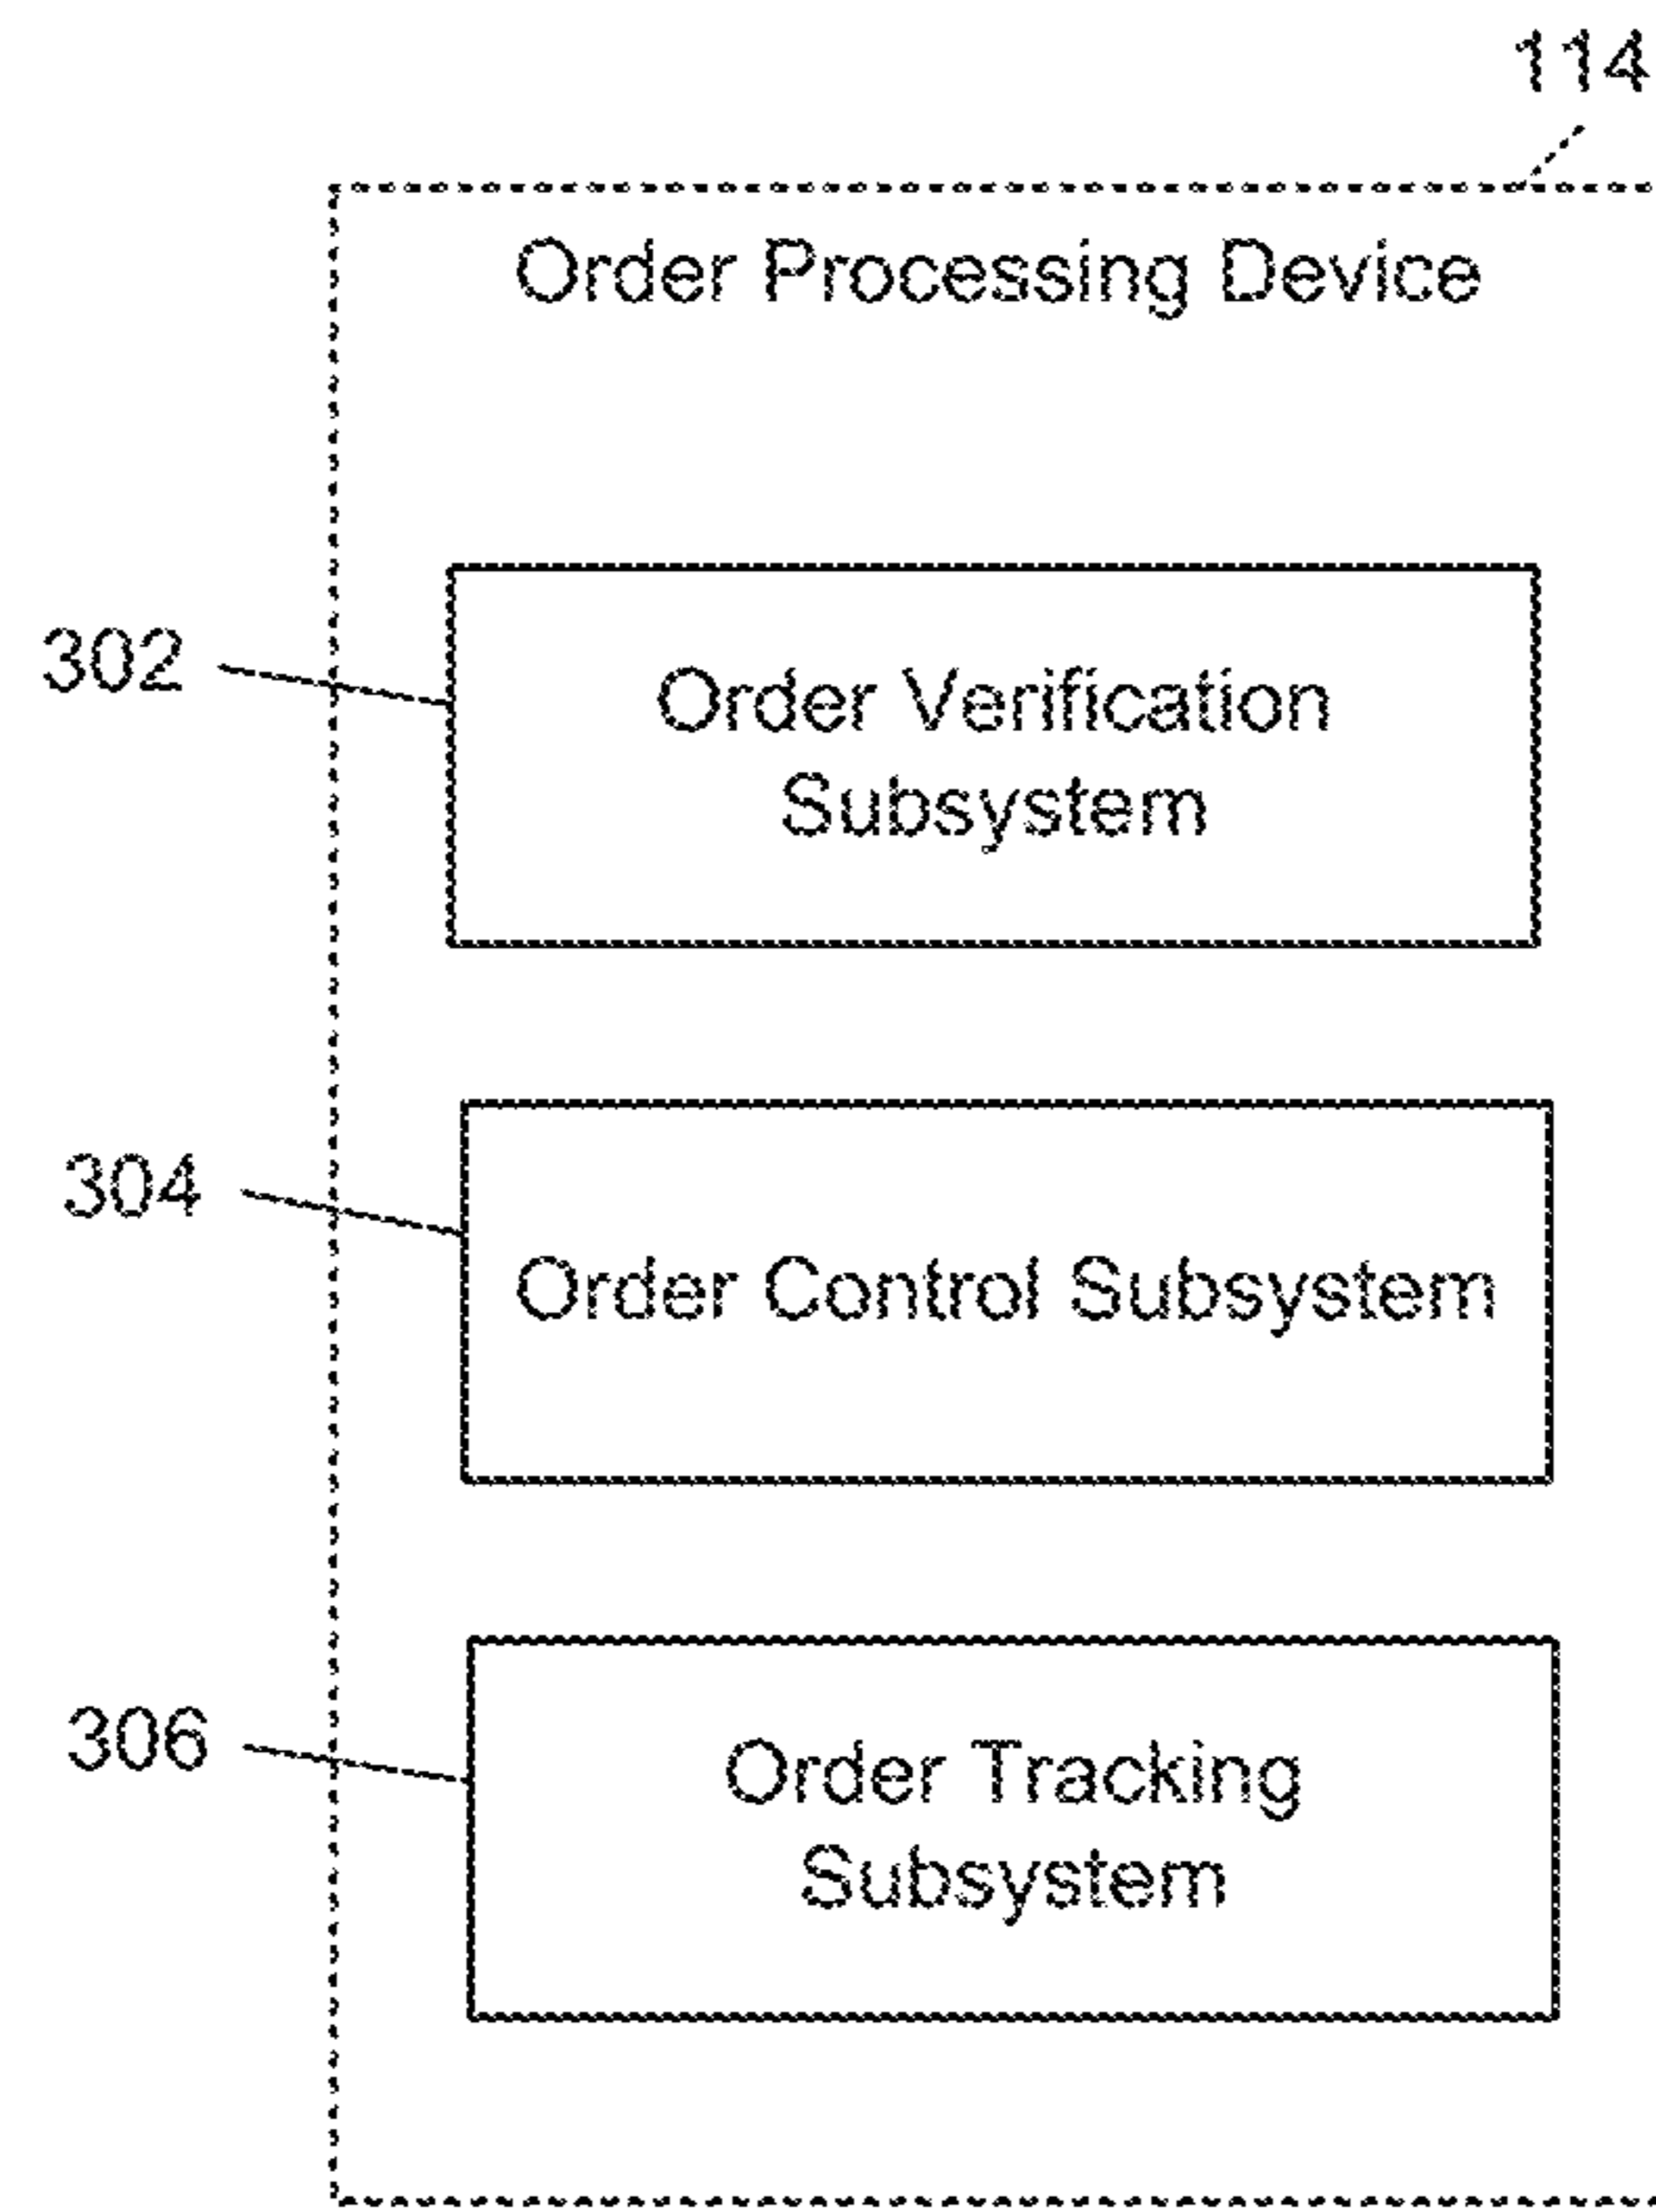 114
Order Processing Device
302
Order Verification
Subsystem
304
Order Control Subsystem
306
Order Tracking
Subsystem